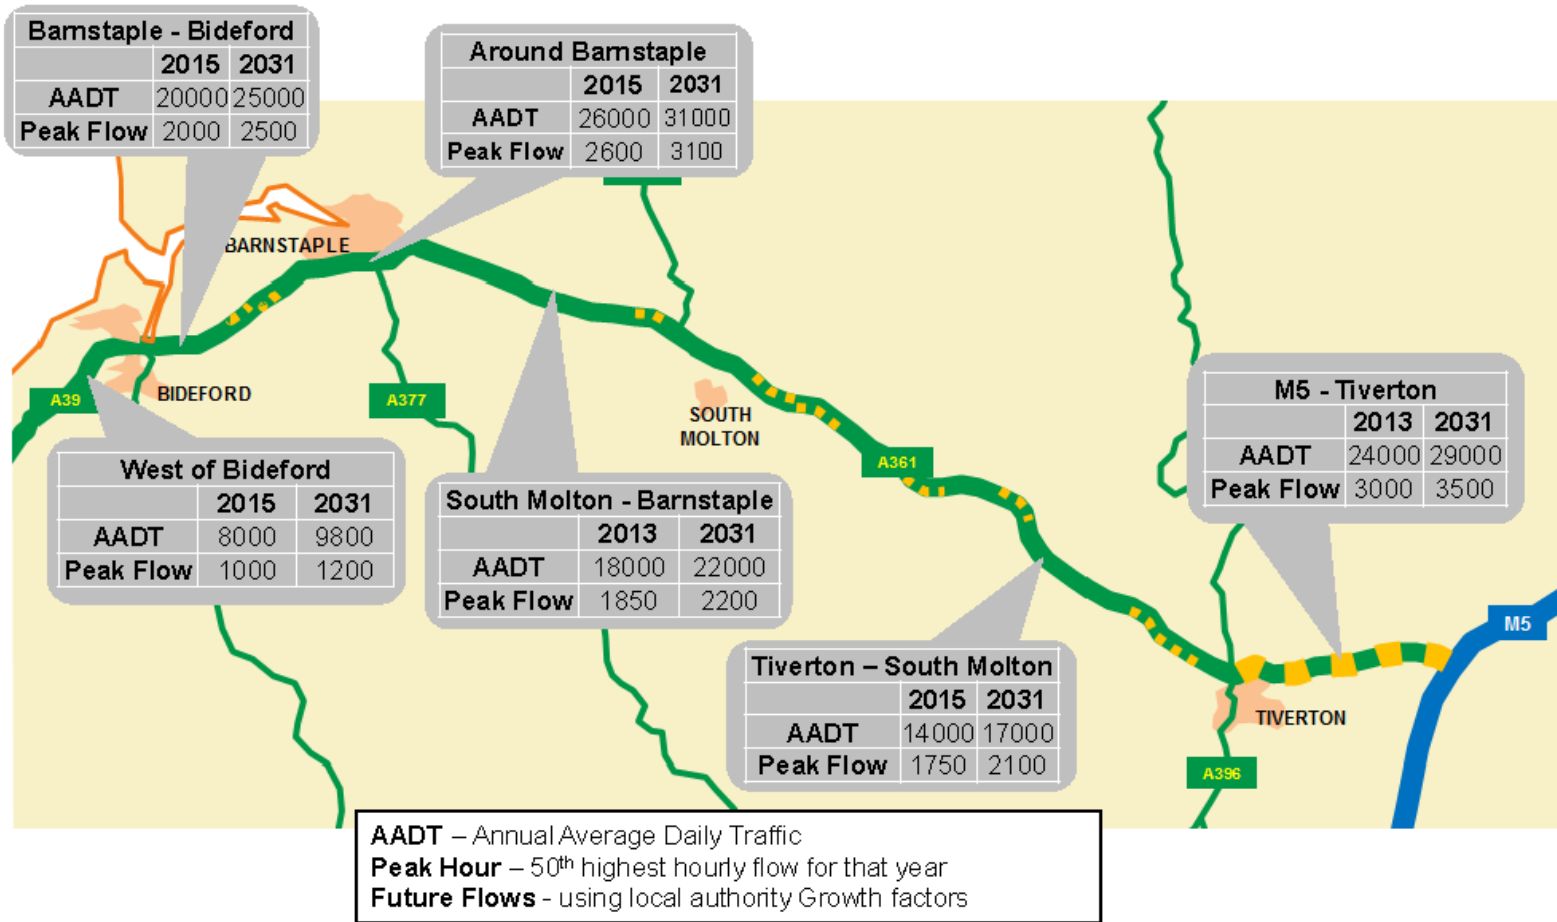 Barnstaple - Bideford
2015 2031
AADT 20000 25000
Peak Flow 2000 2500
Around Barnstaple
2015 2031
AADT 26000 31000
Peak Flow 2600 3100
BARNSTAPLE
BIDEFORD
A39
A377
SOUTH
MOLTON
A361
M5 - Tiverton
2013 2031
AADT 24000 29000
Peak Flow 3000 3500
West of Bideford
2015 2031
AADT 8000 9800
Peak Flow 1000 1200
South Molton - Barnstaple
2013 2031
AADT 18000 22000
Peak Flow 1850 2200
M5
Tiverton – South Molton
2015 2031
AADT 14000 17000
Peak Flow 1750 2100
TIVERTON
A396
AADT – Annual Average Daily Traffic
Peak Hour – 50th highest hourly flow for that year
Future Flows - using local authority Growth factors